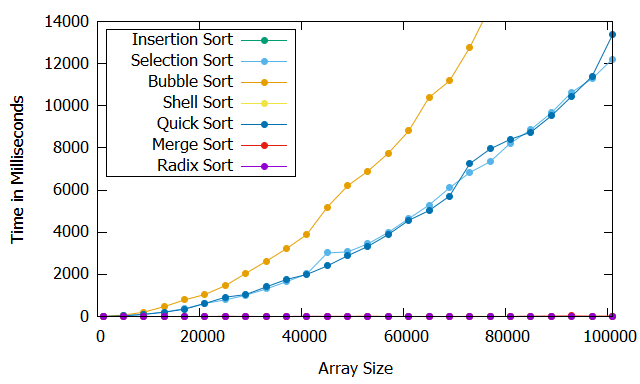 14000
12000
10000
8000
6000
4000
2000
0
Time in Milliseconds
Insertion Sort
Selection Sort
Bubble Sort
Shell Sort
Quick Sort
Merge Sort
Radix Sort
0 20000 40000 60000 80000 100000
Array Size